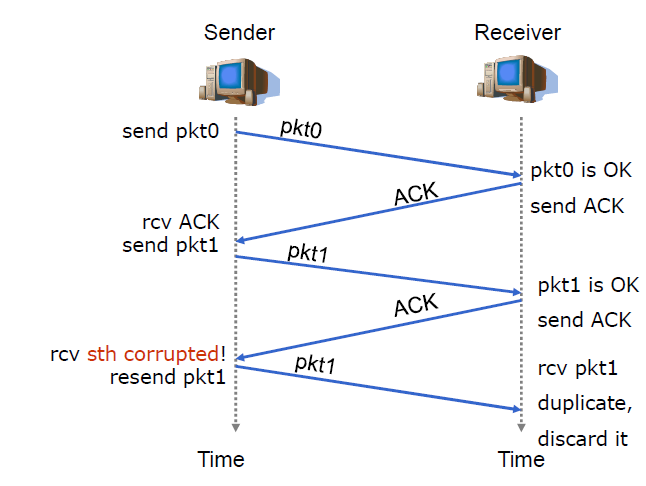 Sender
Receiver
send pkt0
pkt0
pkt0 is OK
send ACK
ACK
rcv ACK
send pkt1
pkt1
pkt1 is OK
send ACK
ACK
rcv sth corrupted!
resend pkt1
pkt1
rcv pkt1
duplicate,
discard it
Time
Time